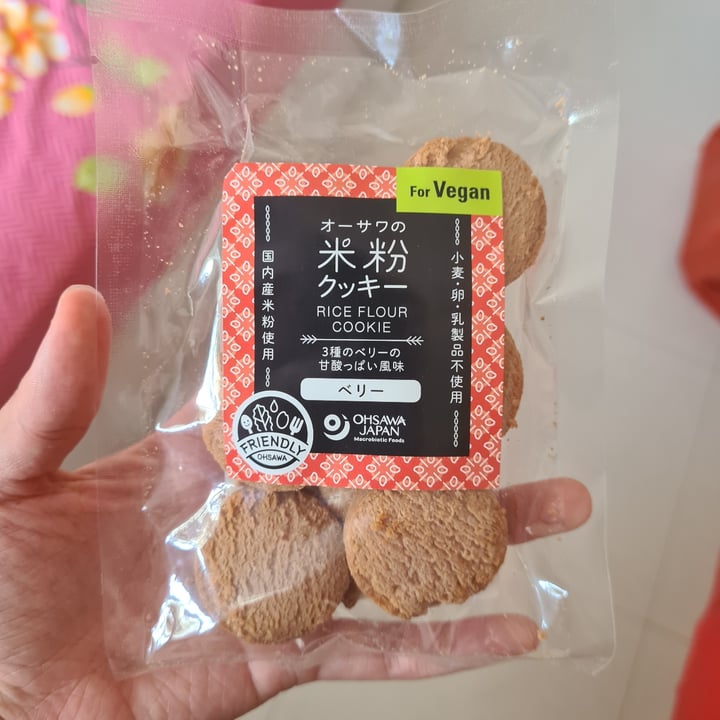 For Vegan
オーサワの
米粉
クッキー
RICE FLOUR
COOKIE
3種のベリーの
甘酸っぱい風味
ベリー
OHSAWA
JAPAN
Macrobiotic Foods
国内産米粉使用
小麦・卵・乳製品不使用
FRIENDLY
OHSAWA